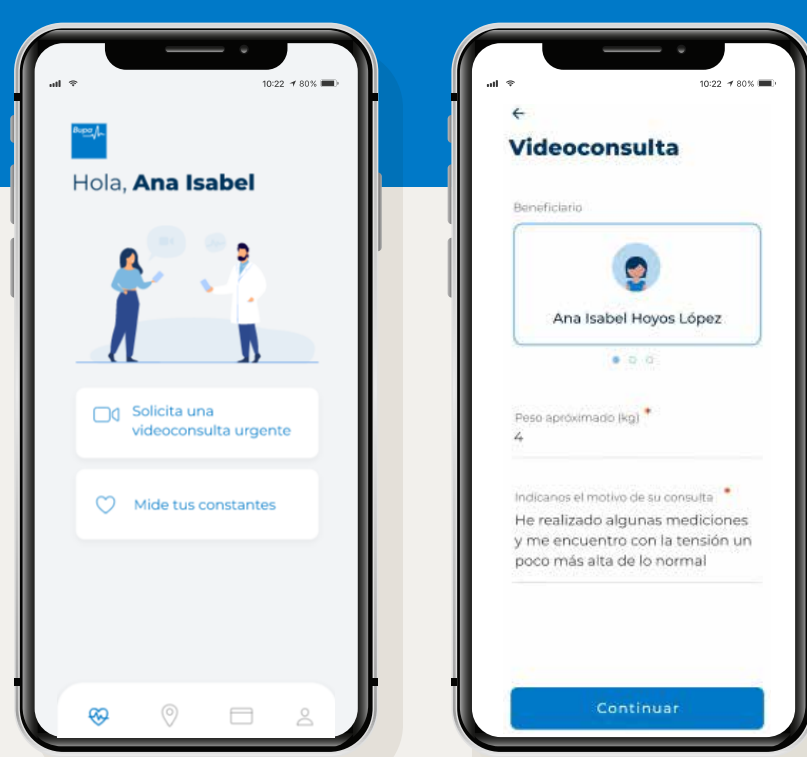 10:22 80%
Bupa
Hola, Ana Isabel
Solicita una
videoconsulta urgente
Mide tus constantes
10:22 80%
Videoconsulta
Beneficiario
Ana Isabel Hoyos López
Peso aproximado (kg) *
4
Indícanos el motivo de su consulta *
He realizado algunas mediciones
y me encuentro con la tensión un
poco más alta de lo normal
Continuar